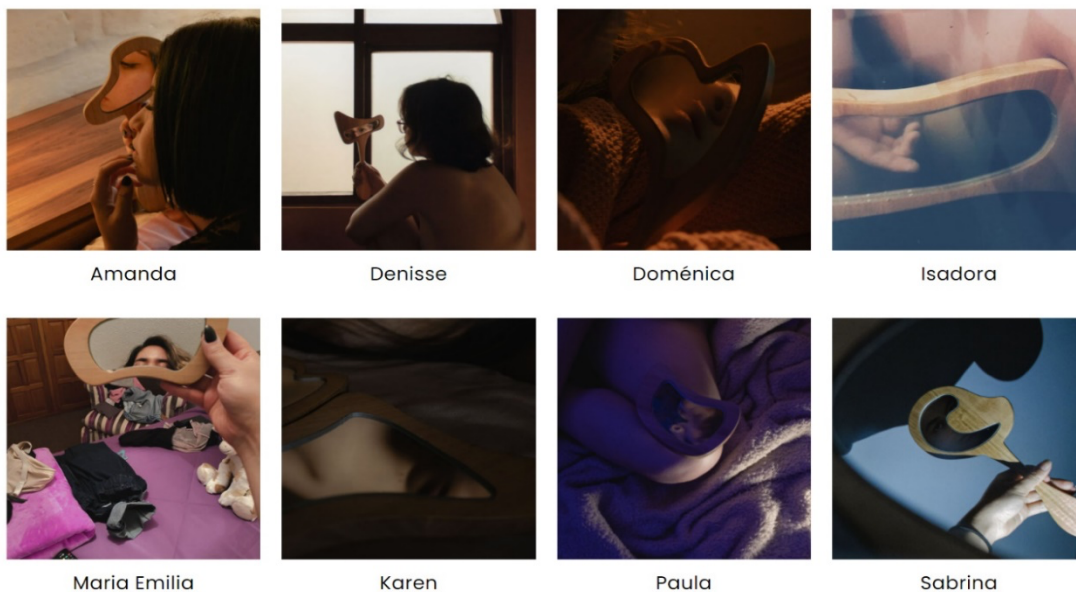 Amanda
Denisse
Doménica
Isadora
Maria Emilia
Karen
Paula
Sabrina